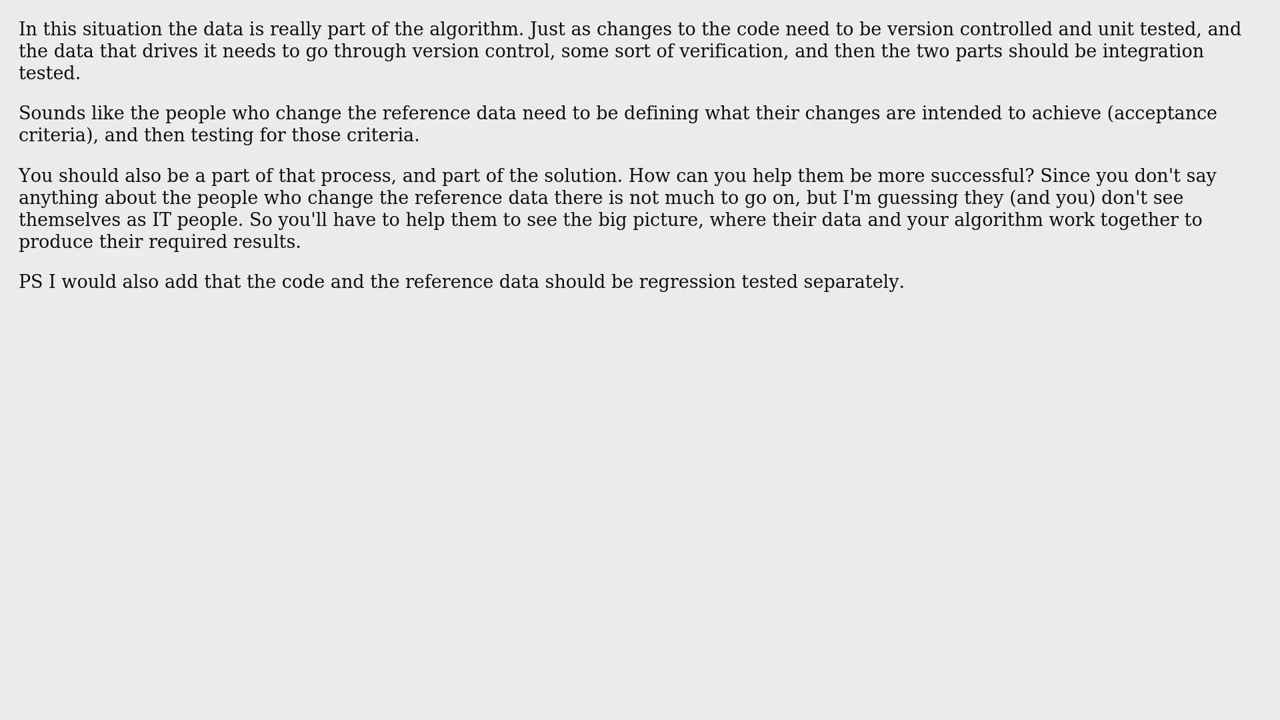 In this situation the data is really part of the algorithm. Just as changes to the code need to be version controlled and unit tested, and
the data that drives it needs to go through version control, some sort of verification, and then the two parts should be integration
tested.
Sounds like the people who change the reference data need to be defining what their changes are intended to achieve (acceptance
criteria), and then testing for those criteria.
You should also be a part of that process, and part of the solution. How can you help them be more successful? Since you don't say
anything about the people who change the reference data there is not much to go on, but I'm guessing they (and you) don't see
themselves as IT people. So you'll have to help them to see the big picture, where their data and your algorithm work together to
produce their required results.
PS I would also add that the code and the reference data should be regression tested separately.